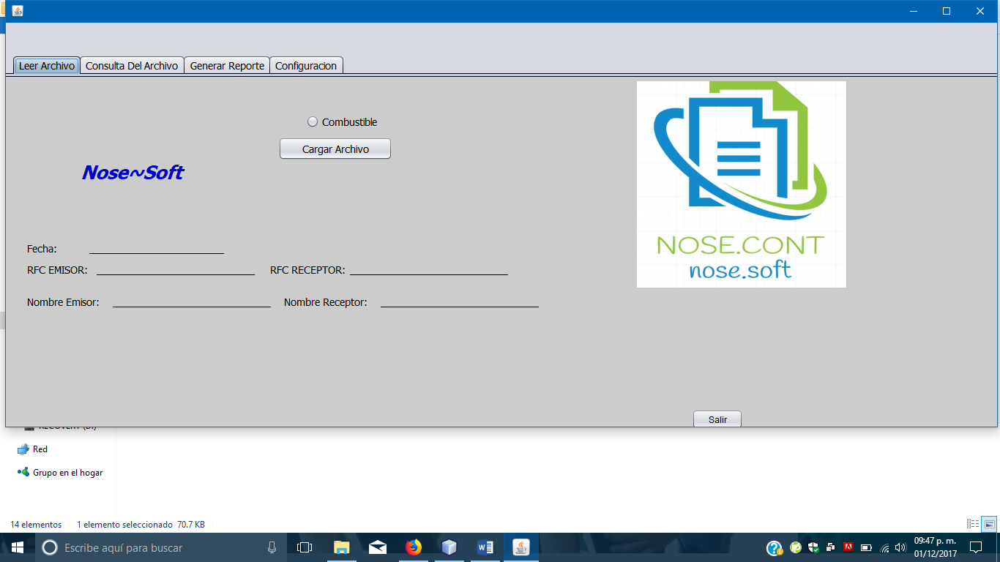 Leer Archivo Consulta Del Archivo Generar Reporte Configuracion
Combustible
Cargar Archivo
Nose~Soft
NOSE.CONT
nose.soft
Fecha:
RFC EMISOR: RFC RECEPTOR:
Nombre Emisor: Nombre Receptor:
Salir
RECOVERY (D:)
Red
Grupo en el hogar
14 elementos 1 elemento seleccionado 70.7 KB
Escribe aquí para buscar
09:47 p. m.
01/12/2017